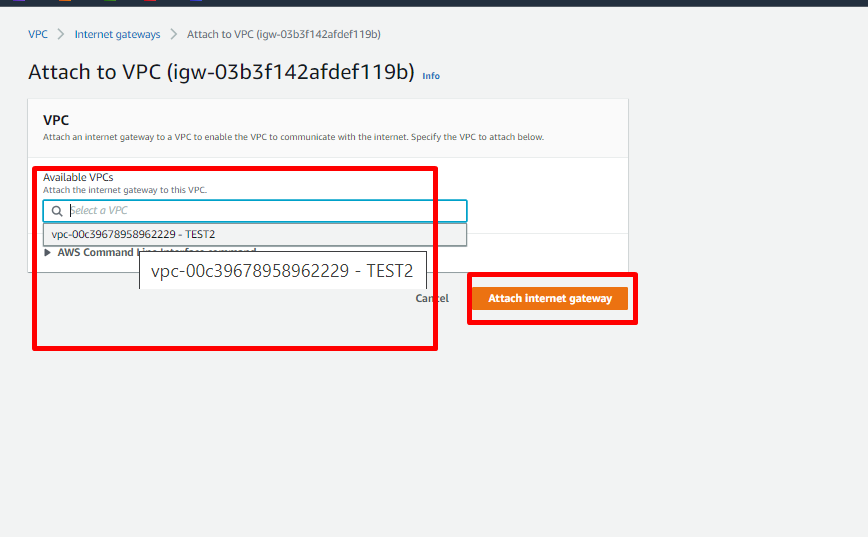 VPC > Internet gateways > Attach to VPC (igw-03b3f142afdef119b)
Attach to VPC (igw-03b3f142afdef119b) Info
VPC
Attach an internet gateway to a VPC to enable the VPC to communicate with the internet. Specify the VPC to attach below.
Available VPCs
Attach the internet gateway to this VPC.
Select a VPC
vpc-00c39678958962229 - TEST2
AWS Command Line Interface command
vpc-00c39678958962229 - TEST2
Cancel Attach internet gateway